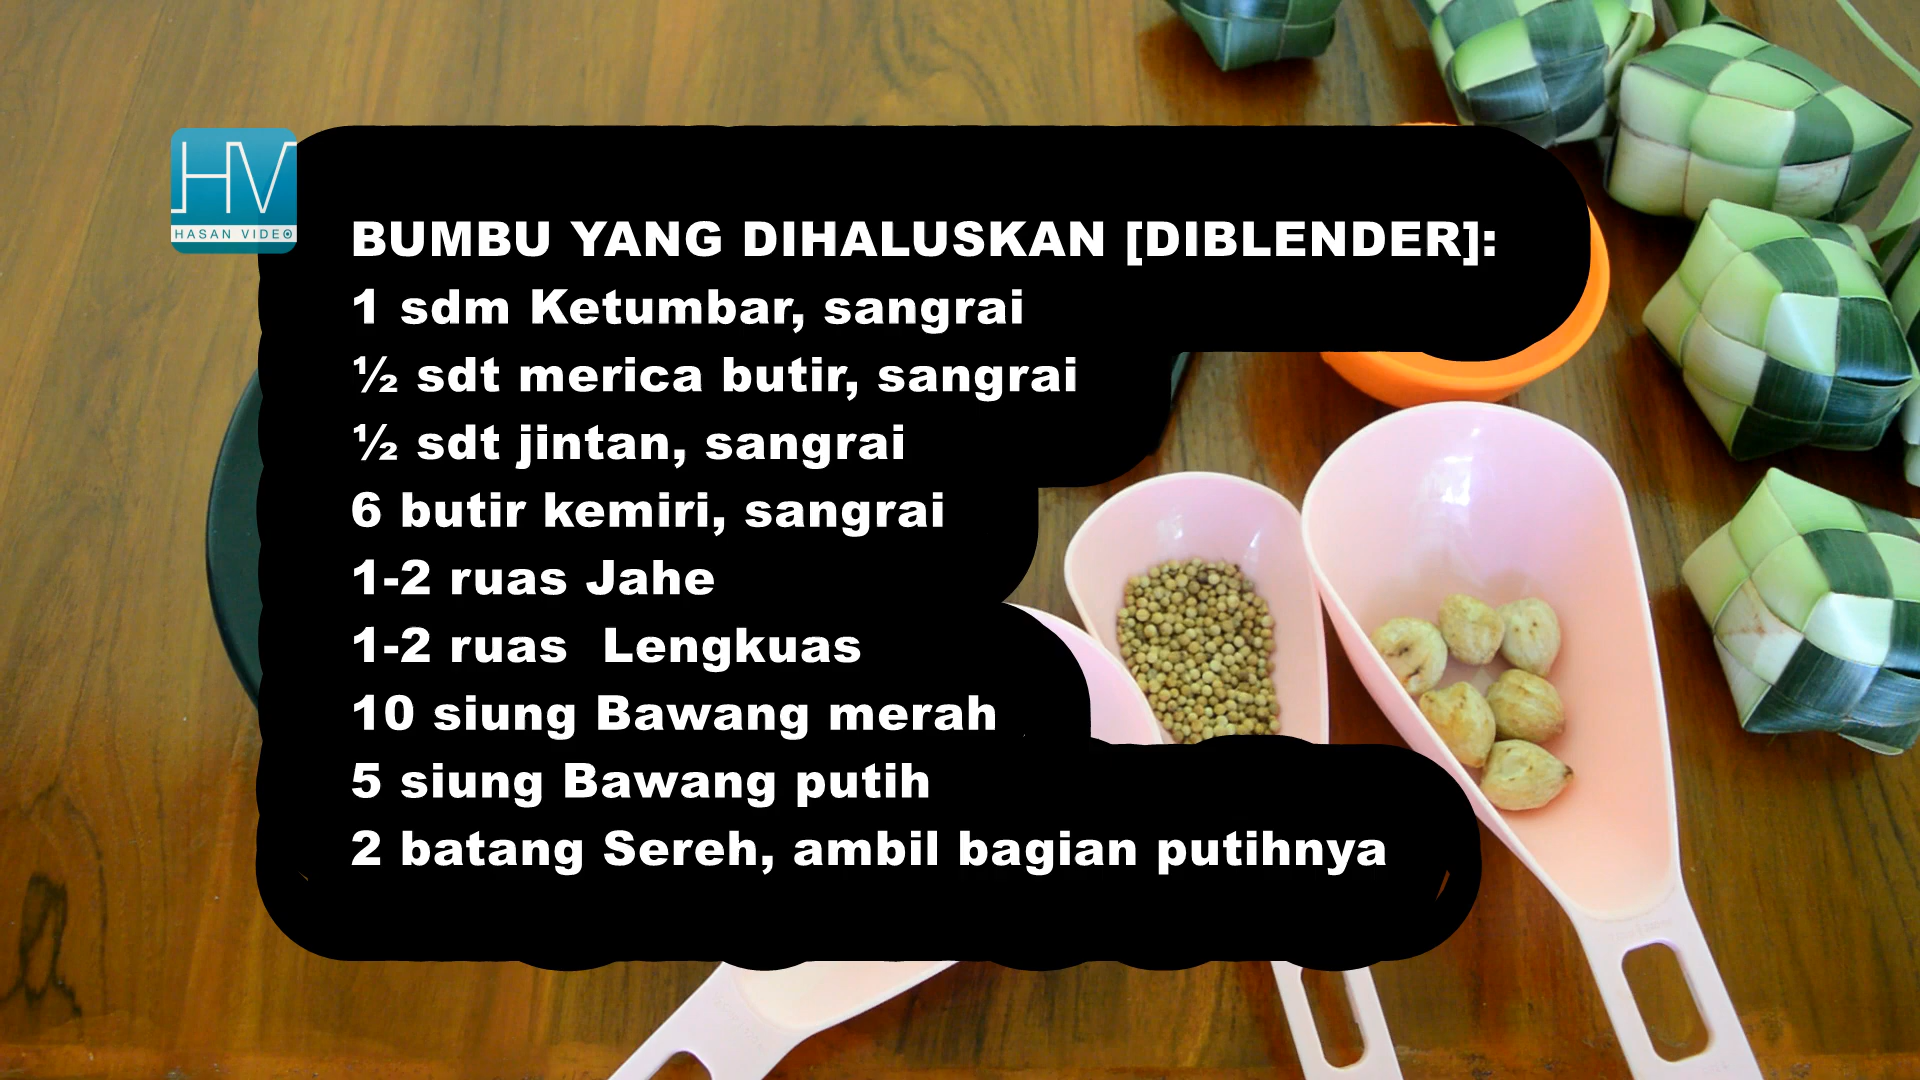 HV
HASAN VIDEO
BUMBU YANG DIHALUSKAN [DIBLENDER]:
1 sdm Ketumbar, sangrai
½ sdt merica butir, sangrai
½ sdt jintan, sangrai
6 butir kemiri, sangrai
1-2 ruas Jahe
1-2 ruas  Lengkuas
10 siung Bawang merah
5 siung Bawang putih
2 batang Sereh, ambil bagian putihnya